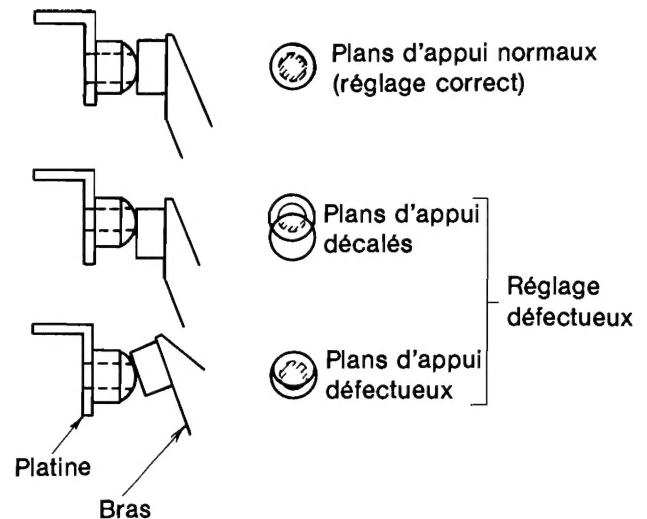 Plans d'appui normaux
(réglage correct)
Plans d'appui
décalés
Réglage
défectueux
Plans d'appui
défectueux
Platine
Bras